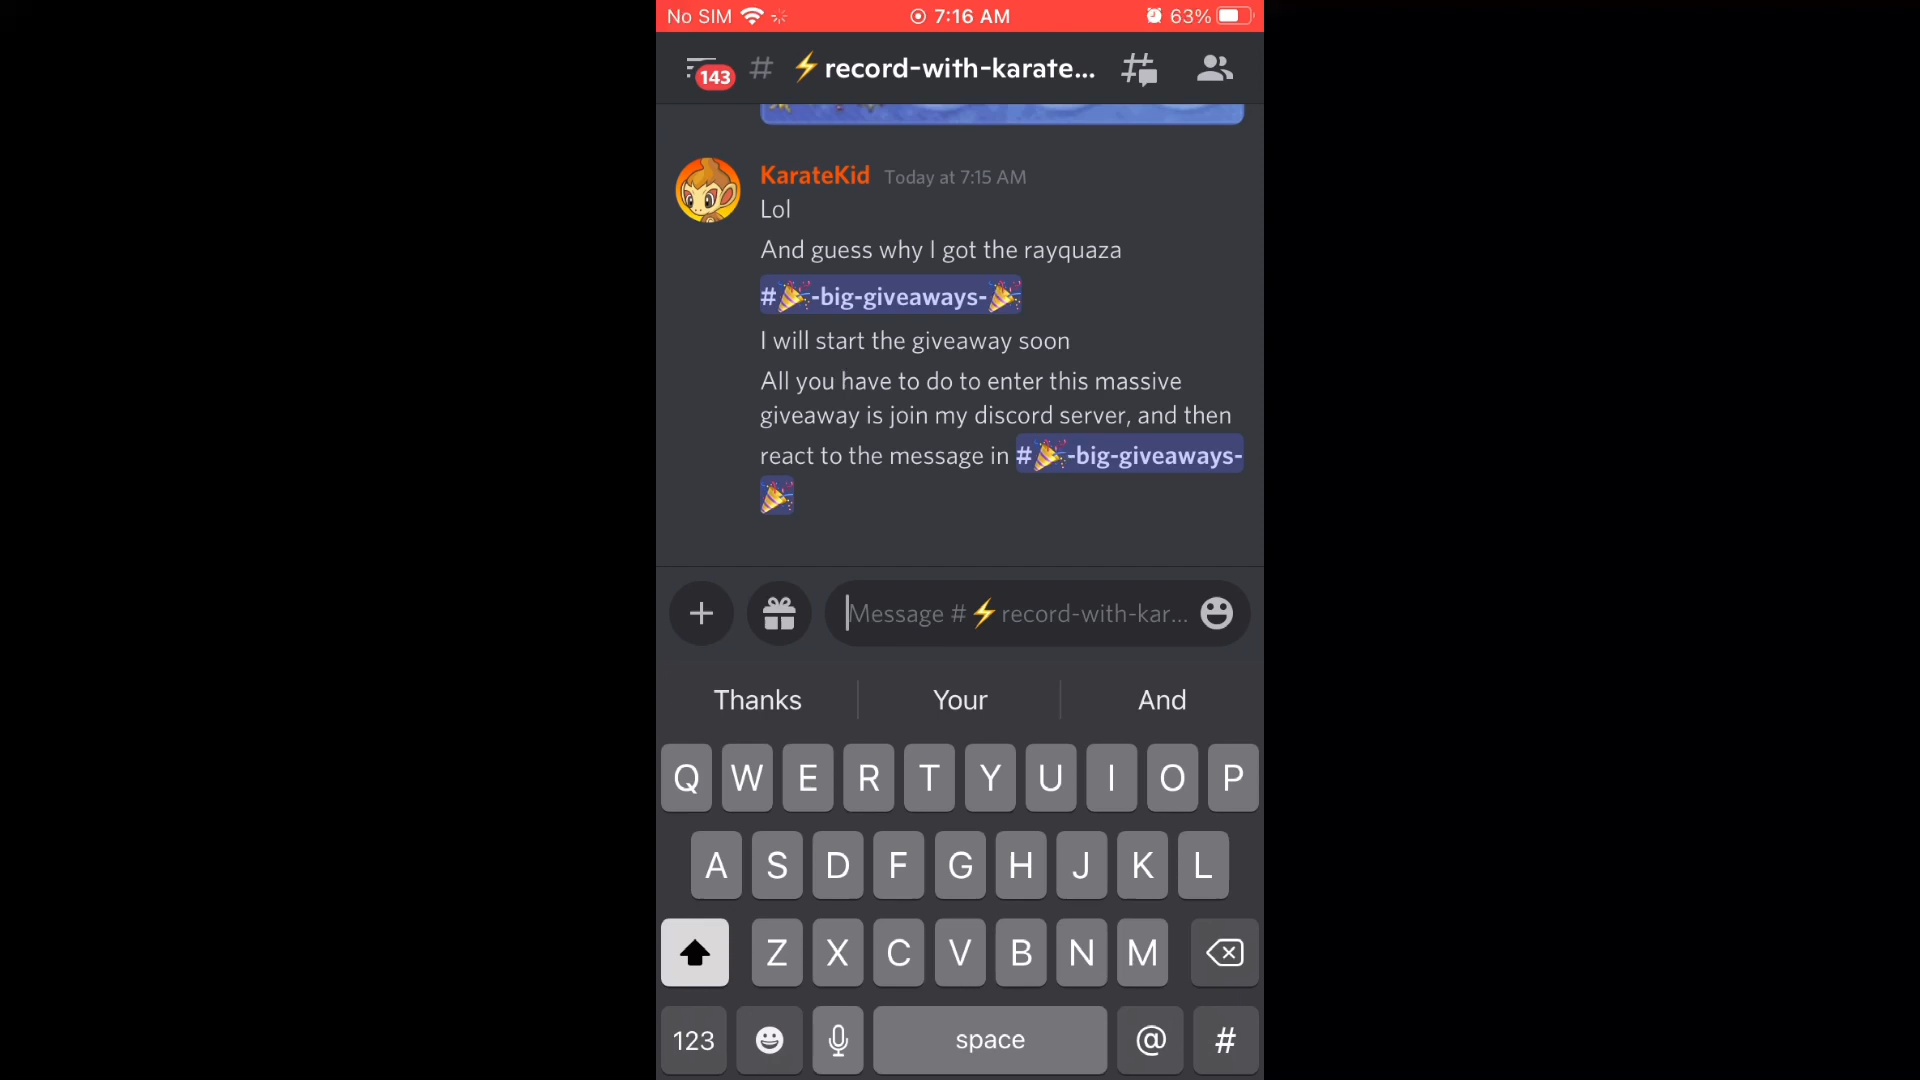 No SIM 7:16 AM 63%
143 # ⚡record-with-karate...
KarateKid Today at 7:15 AM
Lol
And guess why I got the rayquaza
#🎉-big-giveaways-🎉
I will start the giveaway soon
All you have to do to enter this massive
giveaway is join my discord server, and then
react to the message in #🎉-big-giveaways-
🎉
Message #⚡record-with-kar...
Thanks Your And
Q W E R T Y U I O P
A S D F G H J K L
Z X C V B N M
123 space @ #